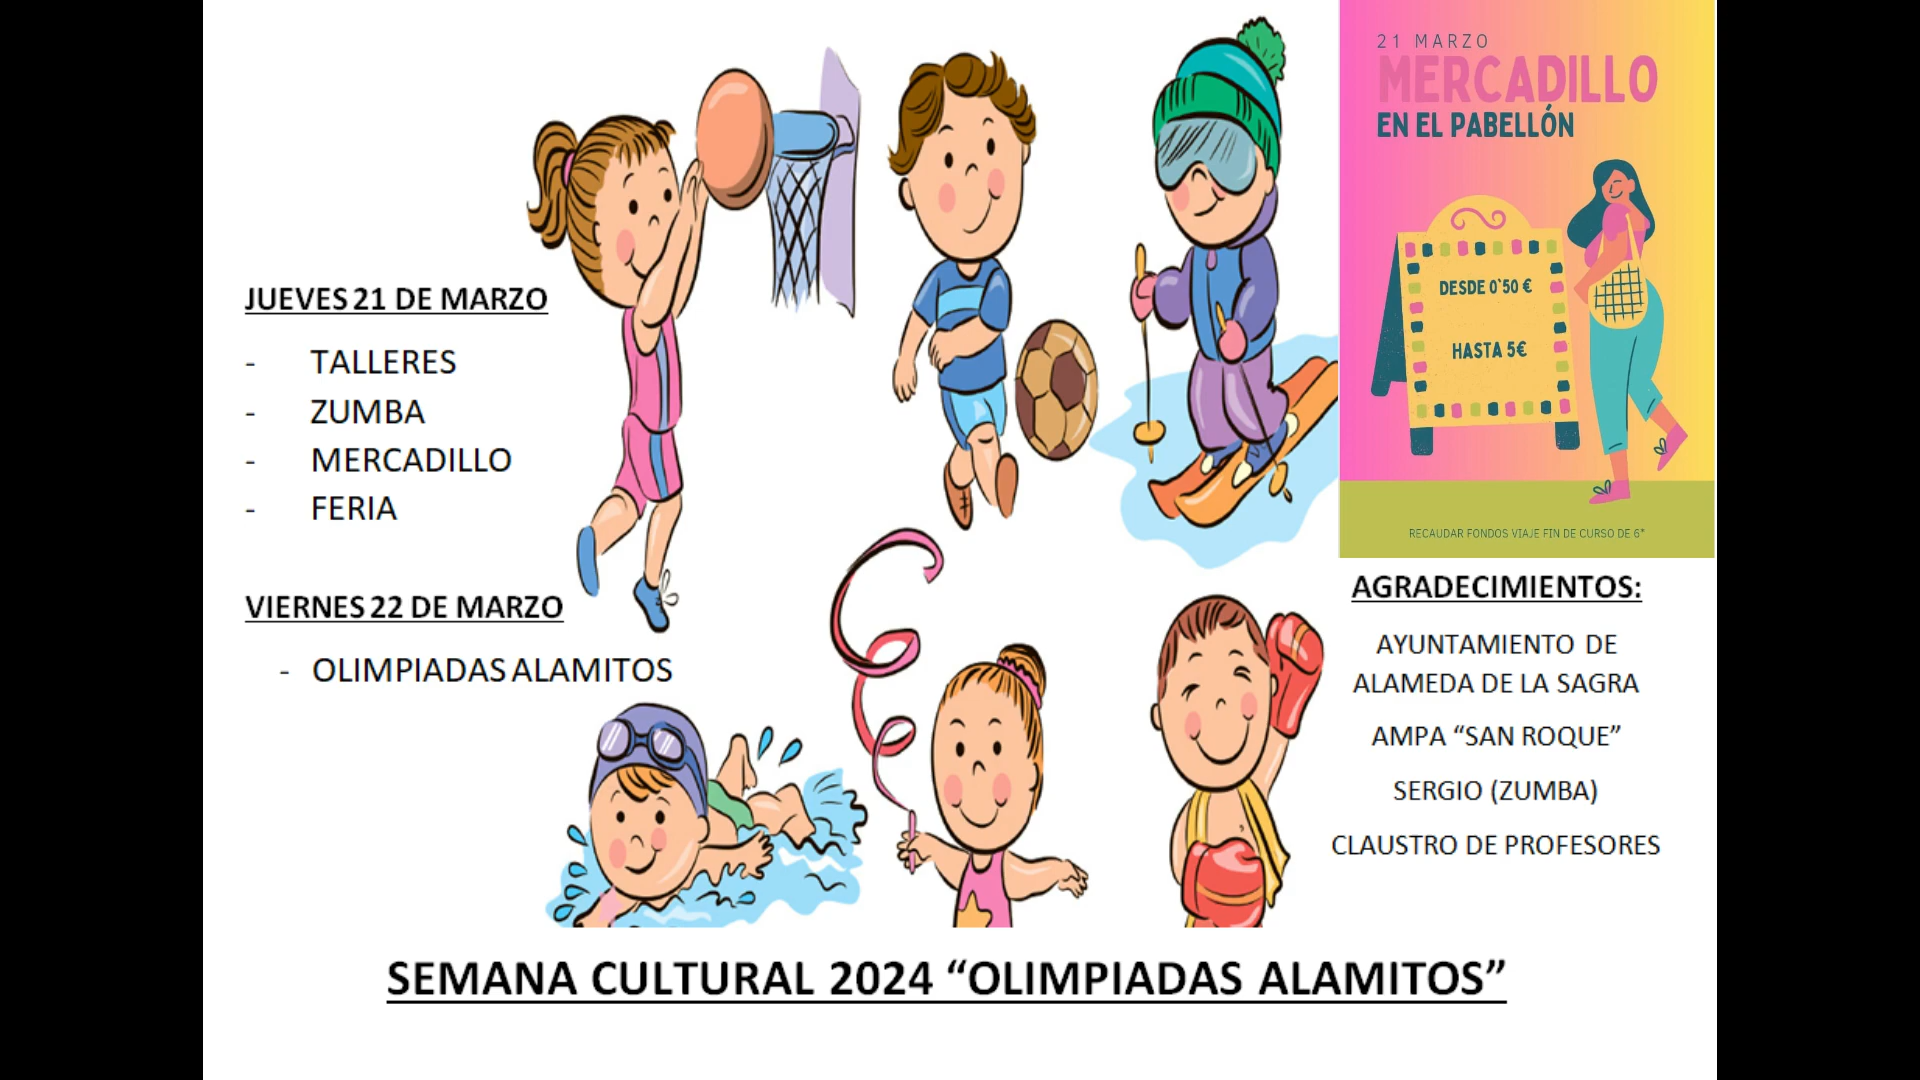 JUEVES 21 DE MARZO
- TALLERES
- ZUMBA
- MERCADILLO
- FERIA
VIERNES 22 DE MARZO
- OLIMPIADAS ALAMITOS
21 MARZO
MERCADILLO
EN EL PABELLÓN
DESDE 0`50 €
HASTA 5€
RECAUDAR FONDOS VIAJE FIN DE CURSO DE 6º
AGRADECIMIENTOS:
AYUNTAMIENTO DE
ALAMEDA DE LA SAGRA
AMPA “SAN ROQUE”
SERGIO (ZUMBA)
CLAUSTRO DE PROFESORES
SEMANA CULTURAL 2024 “OLIMPIADAS ALAMITOS”